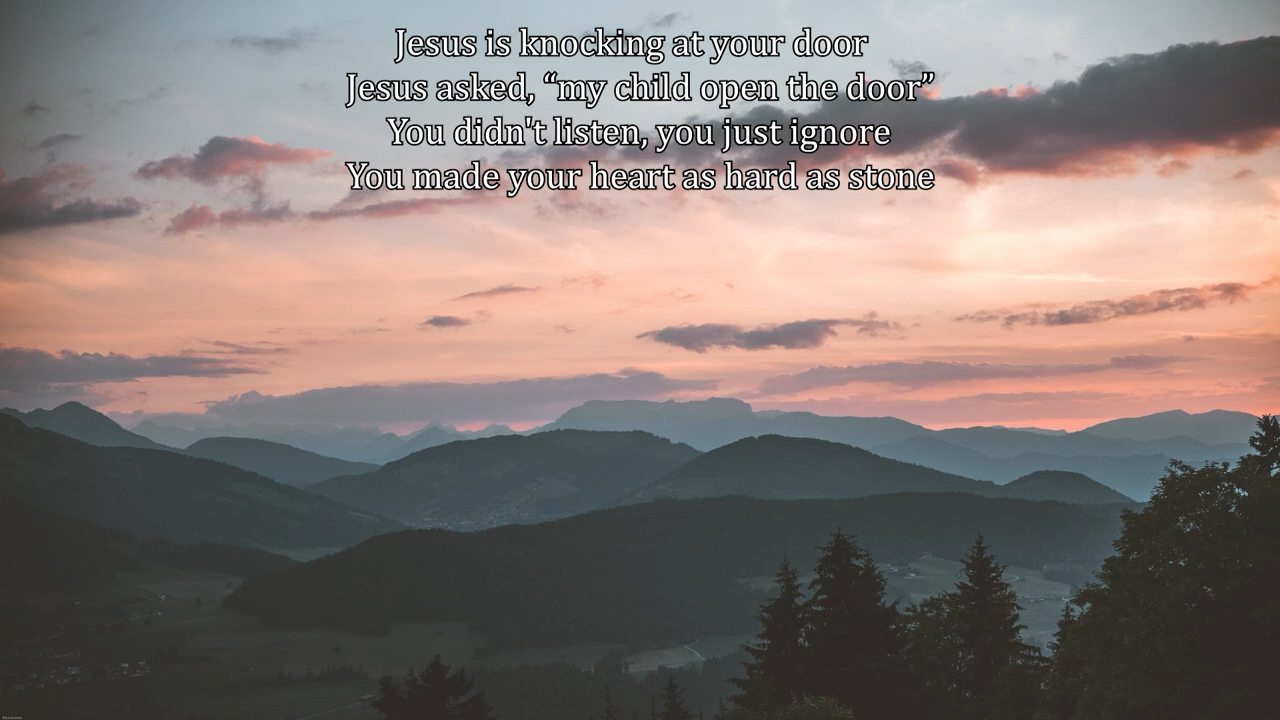 Jesus is knocking at your door
Jesus asked, “my child open the door”
You didn't listen, you just ignore
You made your heart as hard as stone